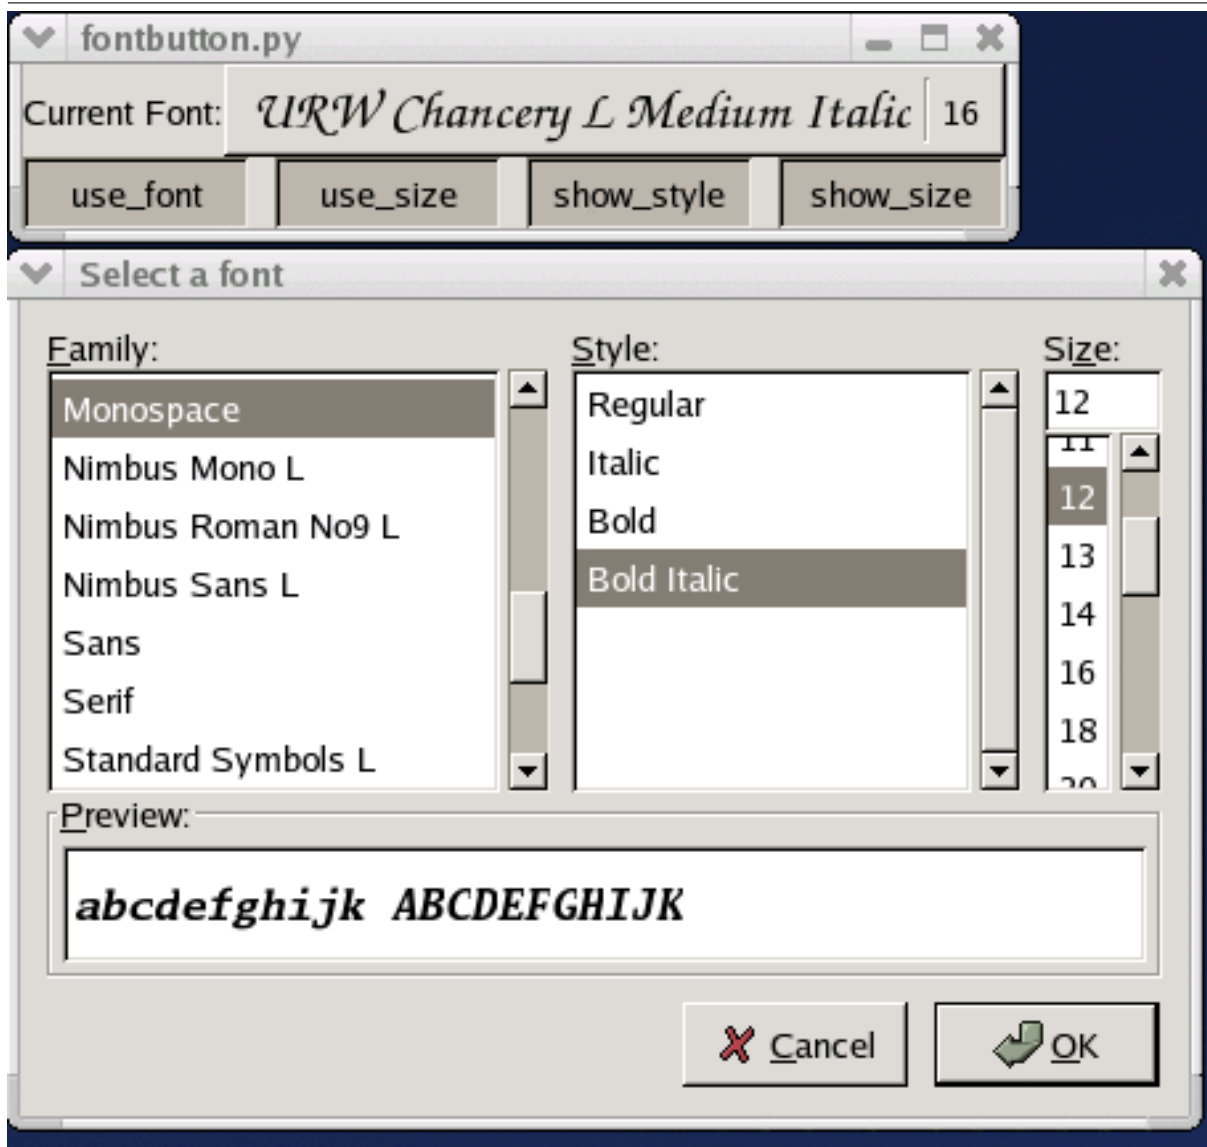 fontbutton.py
Current Font: URW Chancery L Medium Italic 16
use_font use_size show_style show_size
Select a font
Family: Style: Size:
Monospace Regular 12
Nimbus Mono L Italic 11
Nimbus Roman No9 L Bold 12
Nimbus Sans L Bold Italic 13
Sans 14
Serif 16
Standard Symbols L 18
20
Preview:
abcdefghijk ABCDEFGHIJK
Cancel OK